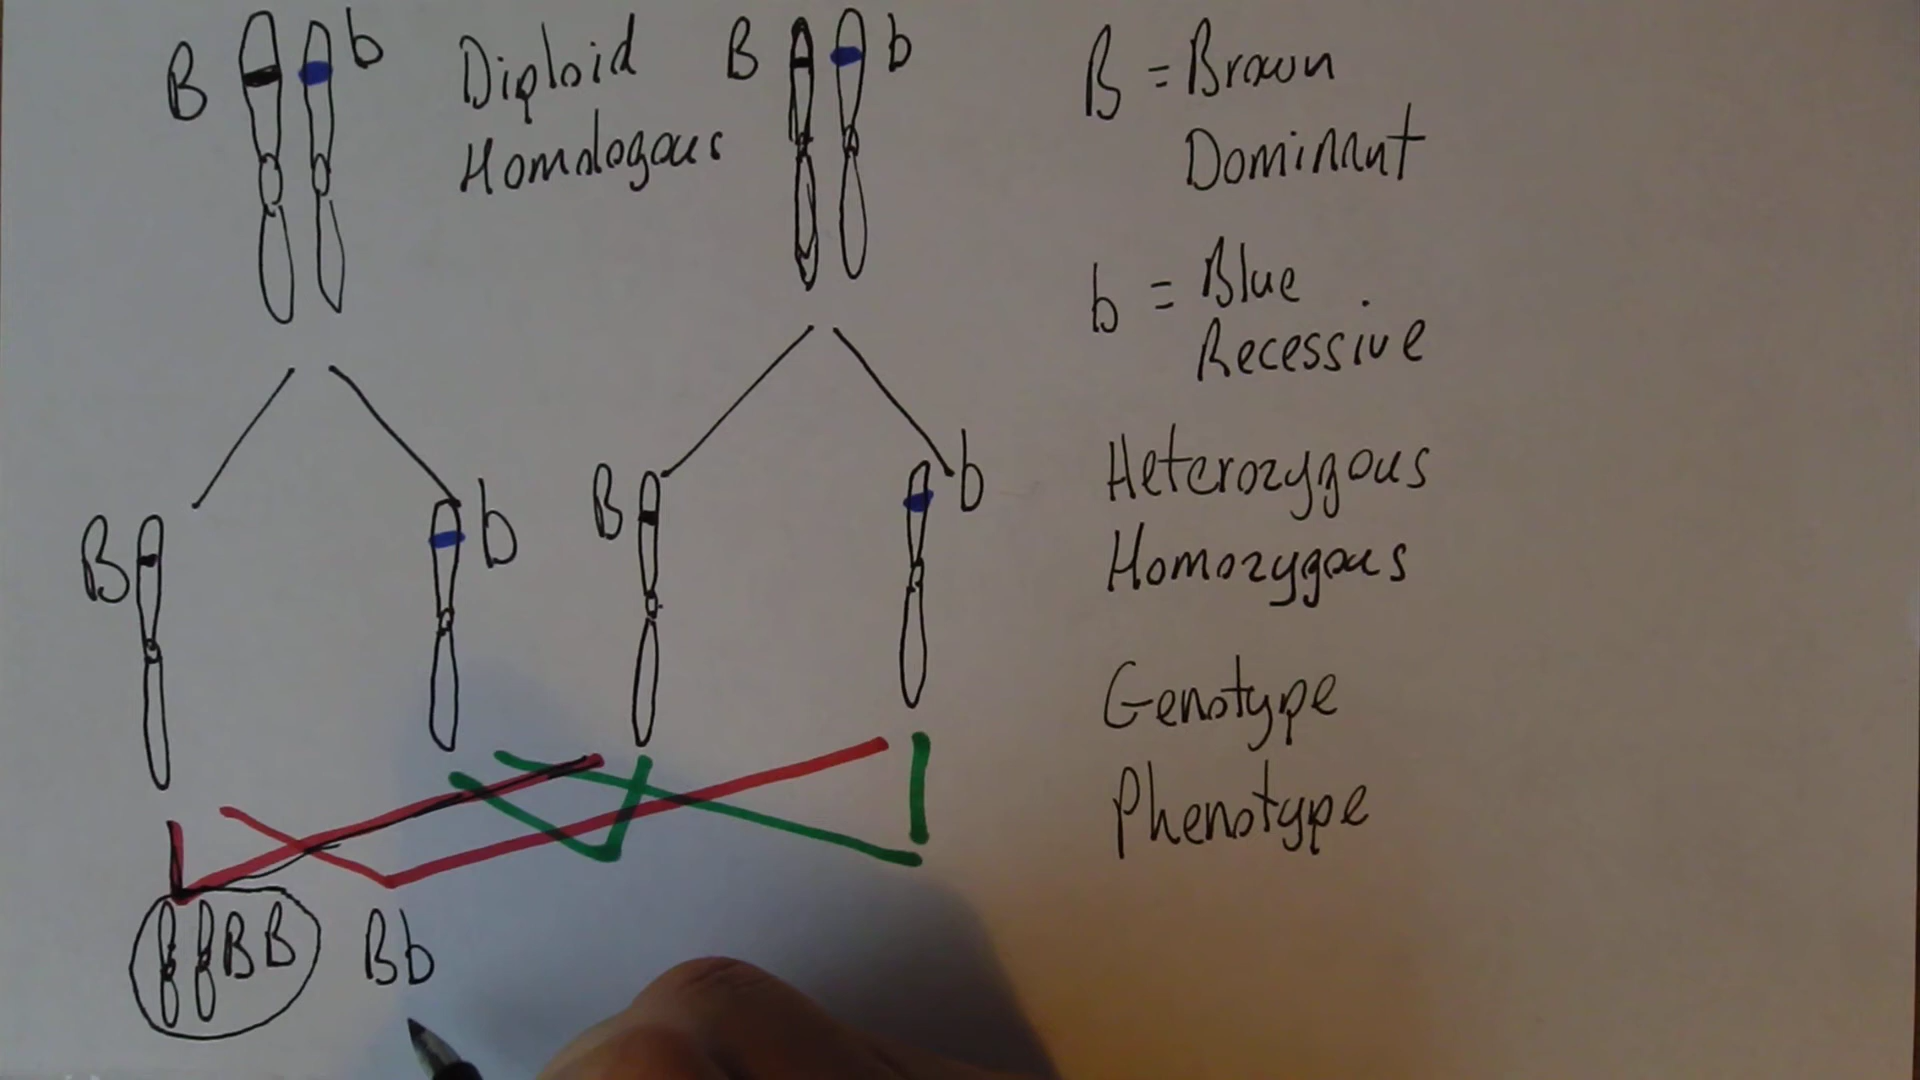 B b Diploid B b
Homologous
B = Brown
Dominant
b = Blue
Recessive
Heterozygous
Homozygous
B b B b
Genotype
Phenotype
BB Bb